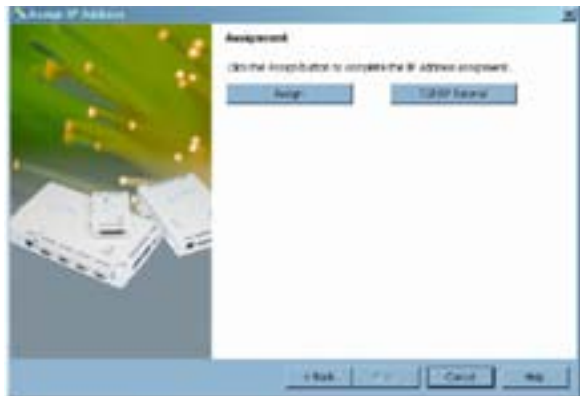 Assign IP Address
Assignment
Click the Assign button to complete the IP address assignment.
Assign
TCP/IP Tutorial
< Back
Cancel
Help